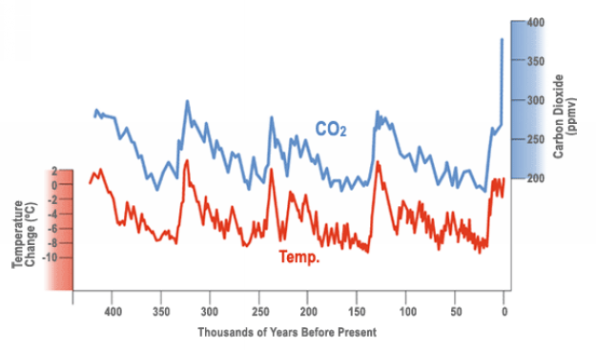 400
350
300
250
200
Carbon Dioxide
(ppmv)
CO2
2
0
-2
-4
-6
-8
-10
Temperature
Change (°C)
Temp.
400 350 300 250 200 150 100 50 0
Thousands of Years Before Present